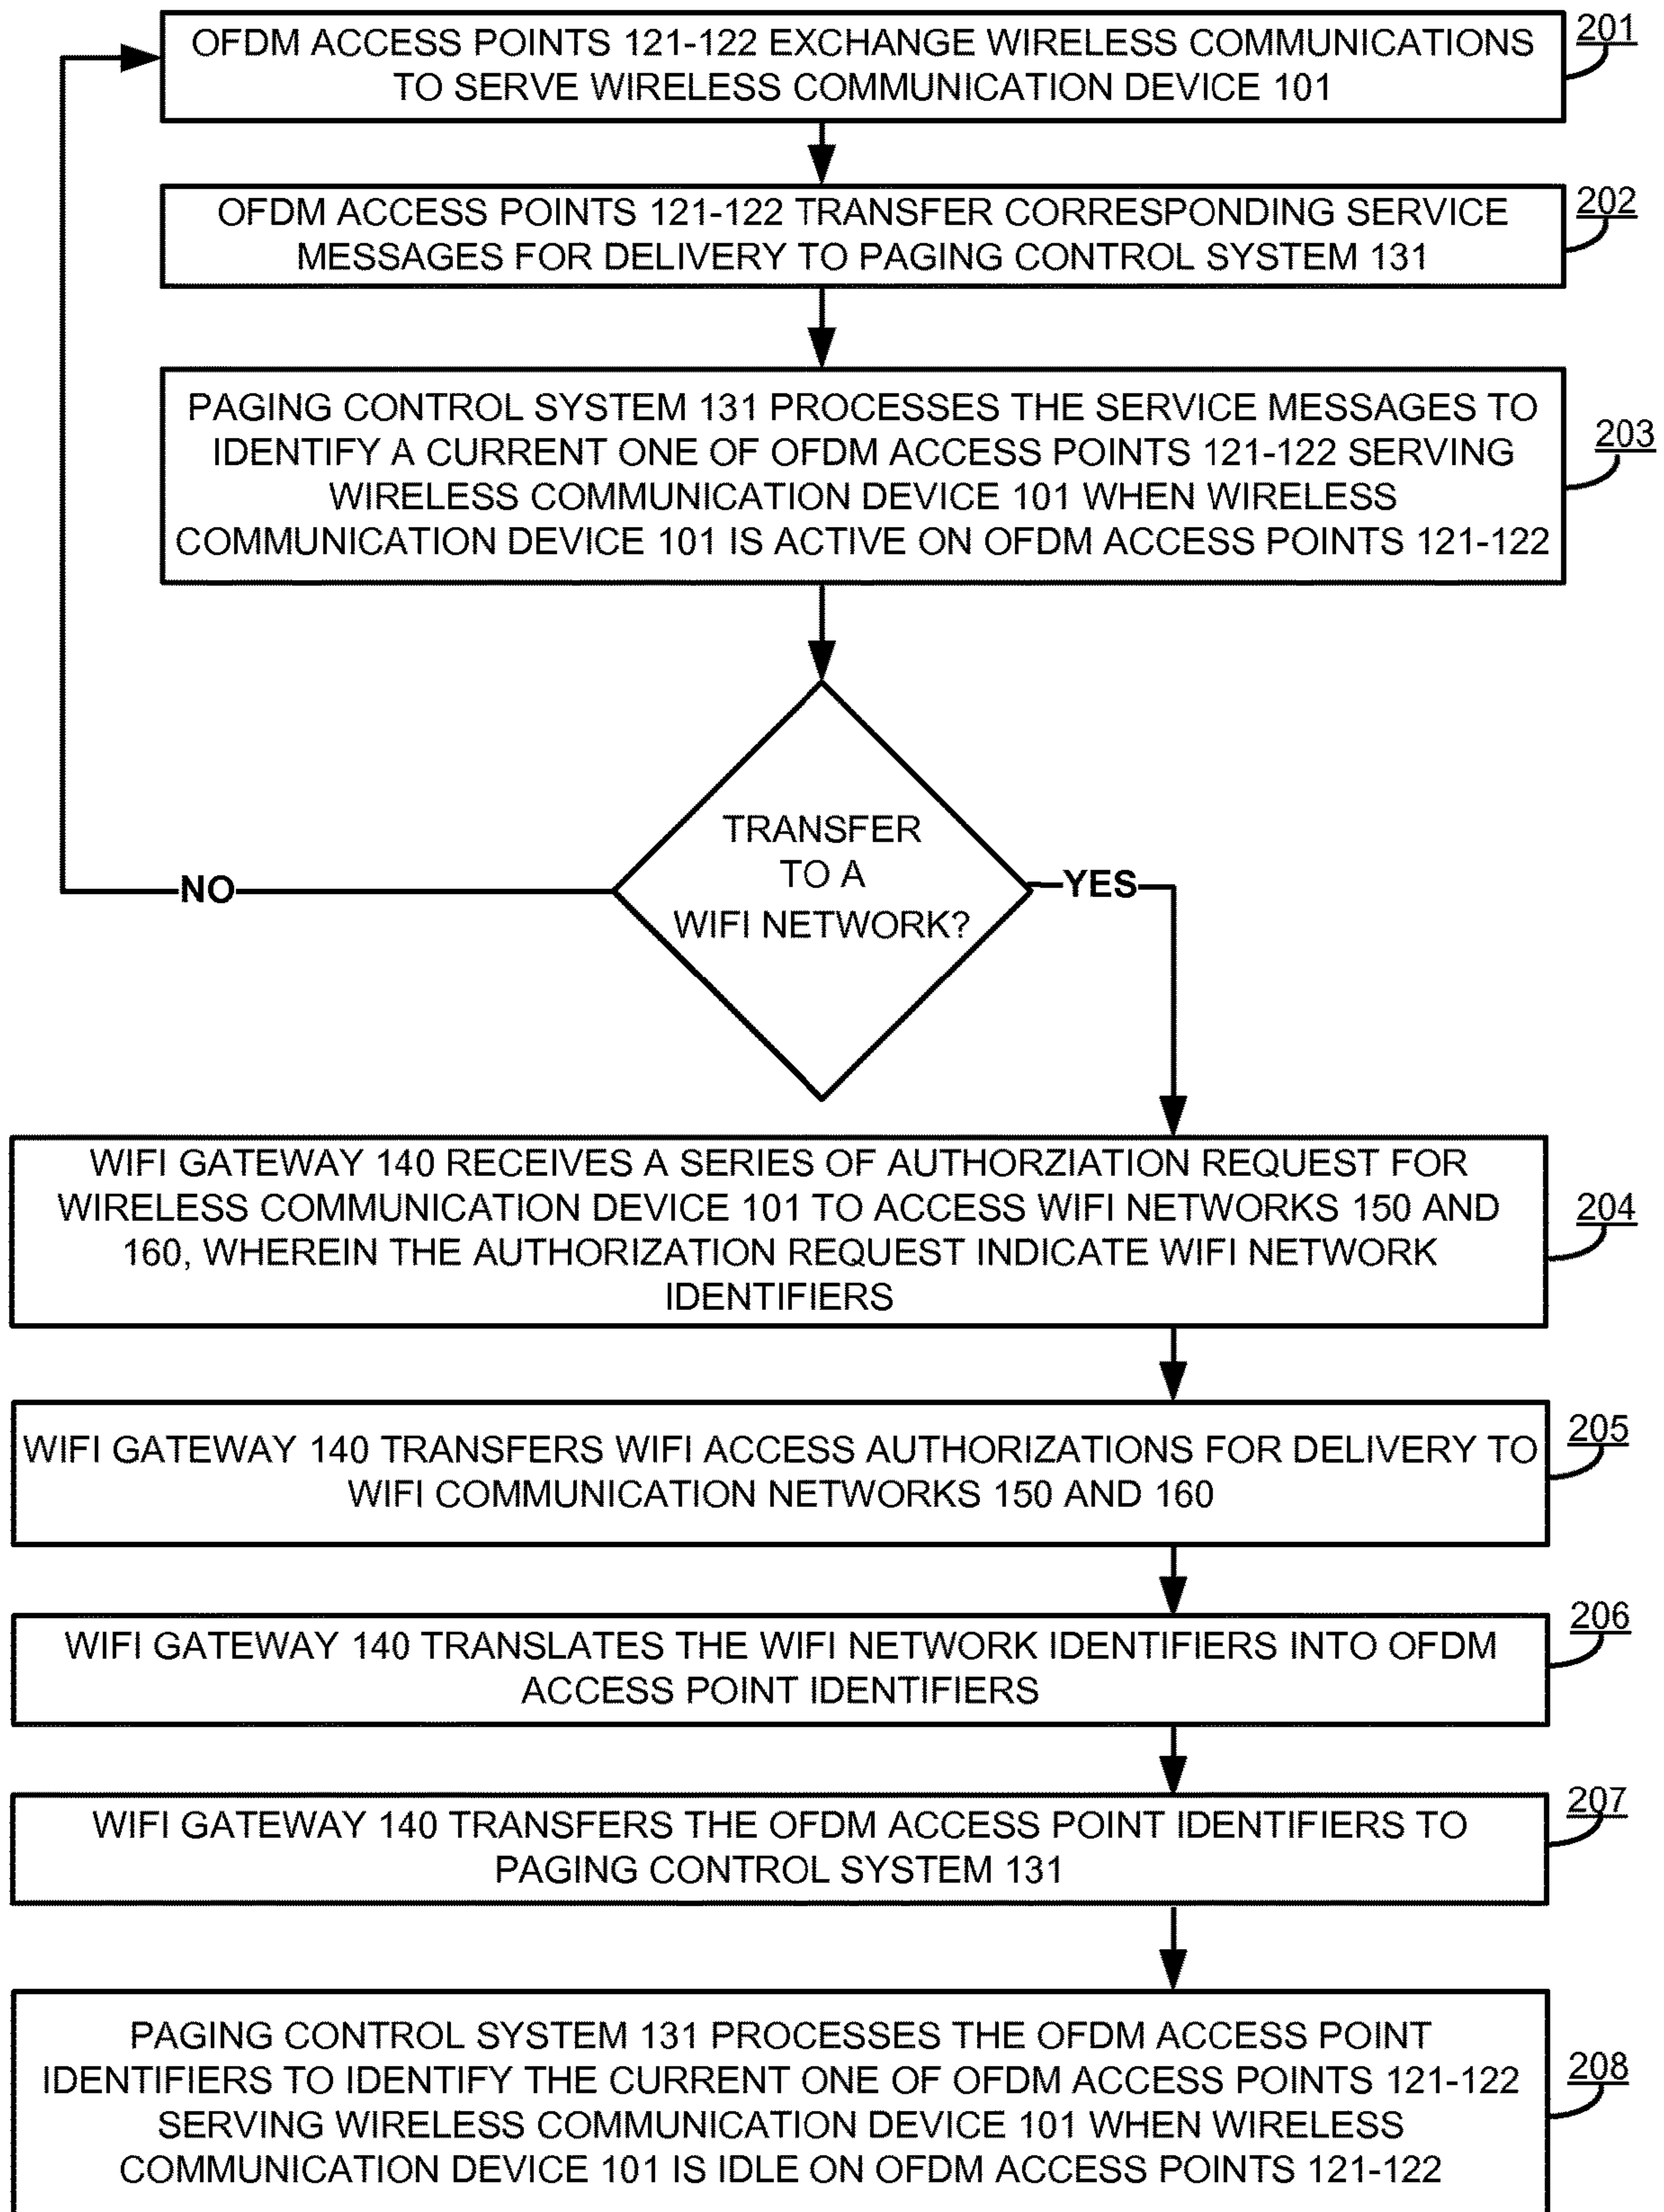 OFDM ACCESS POINTS 121-122 EXCHANGE WIRELESS COMMUNICATIONS
TO SERVE WIRELESS COMMUNICATION DEVICE 101
201
OFDM ACCESS POINTS 121-122 TRANSFER CORRESPONDING SERVICE
MESSAGES FOR DELIVERY TO PAGING CONTROL SYSTEM 131
202
PAGING CONTROL SYSTEM 131 PROCESSES THE SERVICE MESSAGES TO
IDENTIFY A CURRENT ONE OF OFDM ACCESS POINTS 121-122 SERVING
WIRELESS COMMUNICATION DEVICE 101 WHEN WIRELESS
COMMUNICATION DEVICE 101 IS ACTIVE ON OFDM ACCESS POINTS 121-122
203
TRANSFER
TO A
WIFI NETWORK?
NO
YES
WIFI GATEWAY 140 RECEIVES A SERIES OF AUTHORZIATION REQUEST FOR
WIRELESS COMMUNICATION DEVICE 101 TO ACCESS WIFI NETWORKS 150 AND
160, WHEREIN THE AUTHORIZATION REQUEST INDICATE WIFI NETWORK
IDENTIFIERS
204
WIFI GATEWAY 140 TRANSFERS WIFI ACCESS AUTHORIZATIONS FOR DELIVERY TO
WIFI COMMUNICATION NETWORKS 150 AND 160
205
WIFI GATEWAY 140 TRANSLATES THE WIFI NETWORK IDENTIFIERS INTO OFDM
ACCESS POINT IDENTIFIERS
206
WIFI GATEWAY 140 TRANSFERS THE OFDM ACCESS POINT IDENTIFIERS TO
PAGING CONTROL SYSTEM 131
207
PAGING CONTROL SYSTEM 131 PROCESSES THE OFDM ACCESS POINT
IDENTIFIERS TO IDENTIFY THE CURRENT ONE OF OFDM ACCESS POINTS 121-122
SERVING WIRELESS COMMUNICATION DEVICE 101 WHEN WIRELESS
COMMUNICATION DEVICE 101 IS IDLE ON OFDM ACCESS POINTS 121-122
208